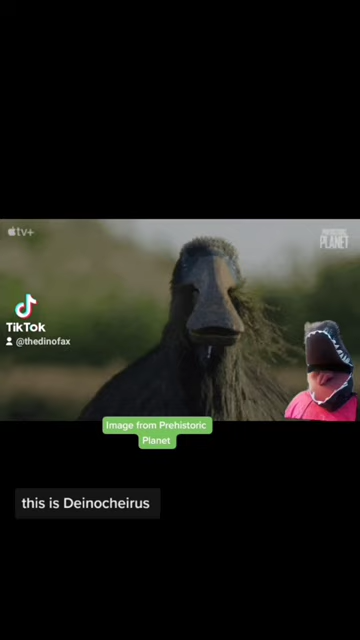 tv+
PREHISTORIC
PLANET
TikTok
@thedinofax
Image from Prehistoric
Planet
this is Deinocheirus